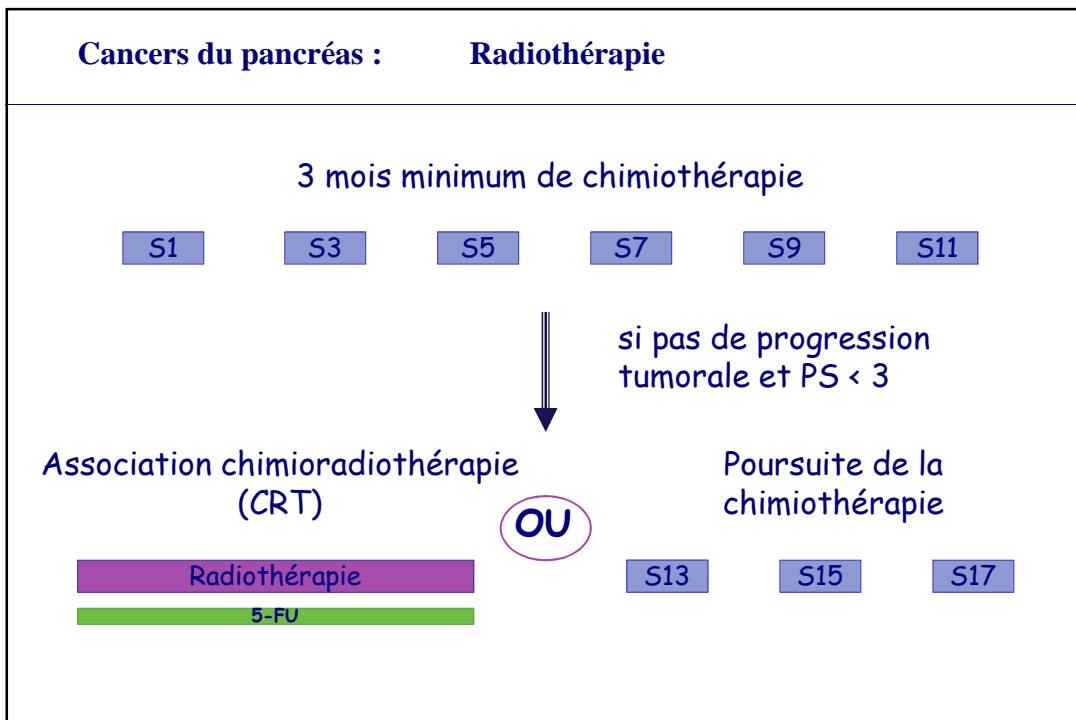 Cancers du pancréas : Radiothérapie
3 mois minimum de chimiothérapie
S1 S3 S5 S7 S9 S11
si pas de progression
tumorale et PS < 3
Association chimioradiothérapie
(CRT)
OU
Poursuite de la
chimiothérapie
Radiothérapie
5-FU
S13 S15 S17